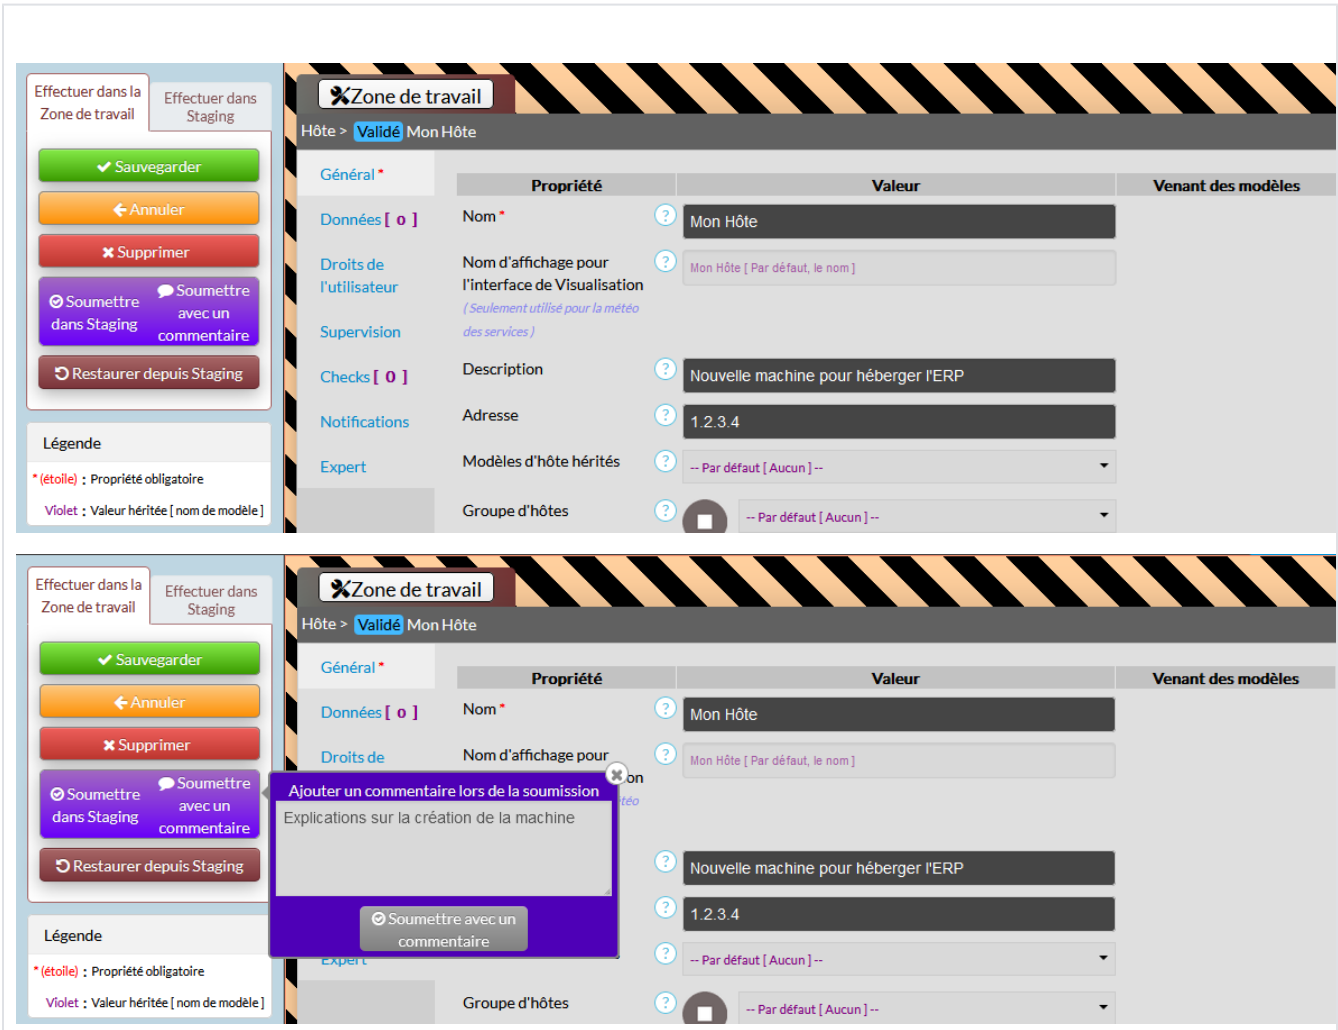 Effectuer dans la
Zone de travail
Effectuer dans
Staging
Sauvegarder
Annuler
Supprimer
Soumettre
dans Staging
Soumettre
avec un
commentaire
Restaurer depuis Staging
Légende
* (étoile) : Propriété obligatoire
Violet : Valeur héritée [ nom de modèle ]
Zone de travail
Hôte > Validé Mon Hôte
Général *
Données [ 0 ]
Droits de
l'utilisateur
Supervision
Checks [ 0 ]
Notifications
Expert
Propriété Valeur Venant des modèles
Nom * ? Mon Hôte
Nom d'affichage pour
l'interface de Visualisation
( Seulement utilisé pour la météo
des services )
? Mon Hôte [ Par défaut, le nom ]
Description ? Nouvelle machine pour héberger l'ERP
Adresse ? 1.2.3.4
Modèles d'hôte hérités ? -- Par défaut [ Aucun ] --
Groupe d'hôtes ? -- Par défaut [ Aucun ] --
Effectuer dans la
Zone de travail
Effectuer dans
Staging
Sauvegarder
Annuler
Supprimer
Soumettre
dans Staging
Soumettre
avec un
commentaire
Restaurer depuis Staging
Légende
* (étoile) : Propriété obligatoire
Violet : Valeur héritée [ nom de modèle ]
Zone de travail
Hôte > Validé Mon Hôte
Général *
Données [ 0 ]
Droits de
Expert
Propriété Valeur Venant des modèles
Nom * ? Mon Hôte
Nom d'affichage pour
on
téo
? Mon Hôte [ Par défaut, le nom ]
Ajouter un commentaire lors de la soumission
Explications sur la création de la machine
Soumettre avec un
commentaire
? Nouvelle machine pour héberger l'ERP
? 1.2.3.4
? -- Par défaut [ Aucun ] --
Groupe d'hôtes ? -- Par défaut [ Aucun ] --